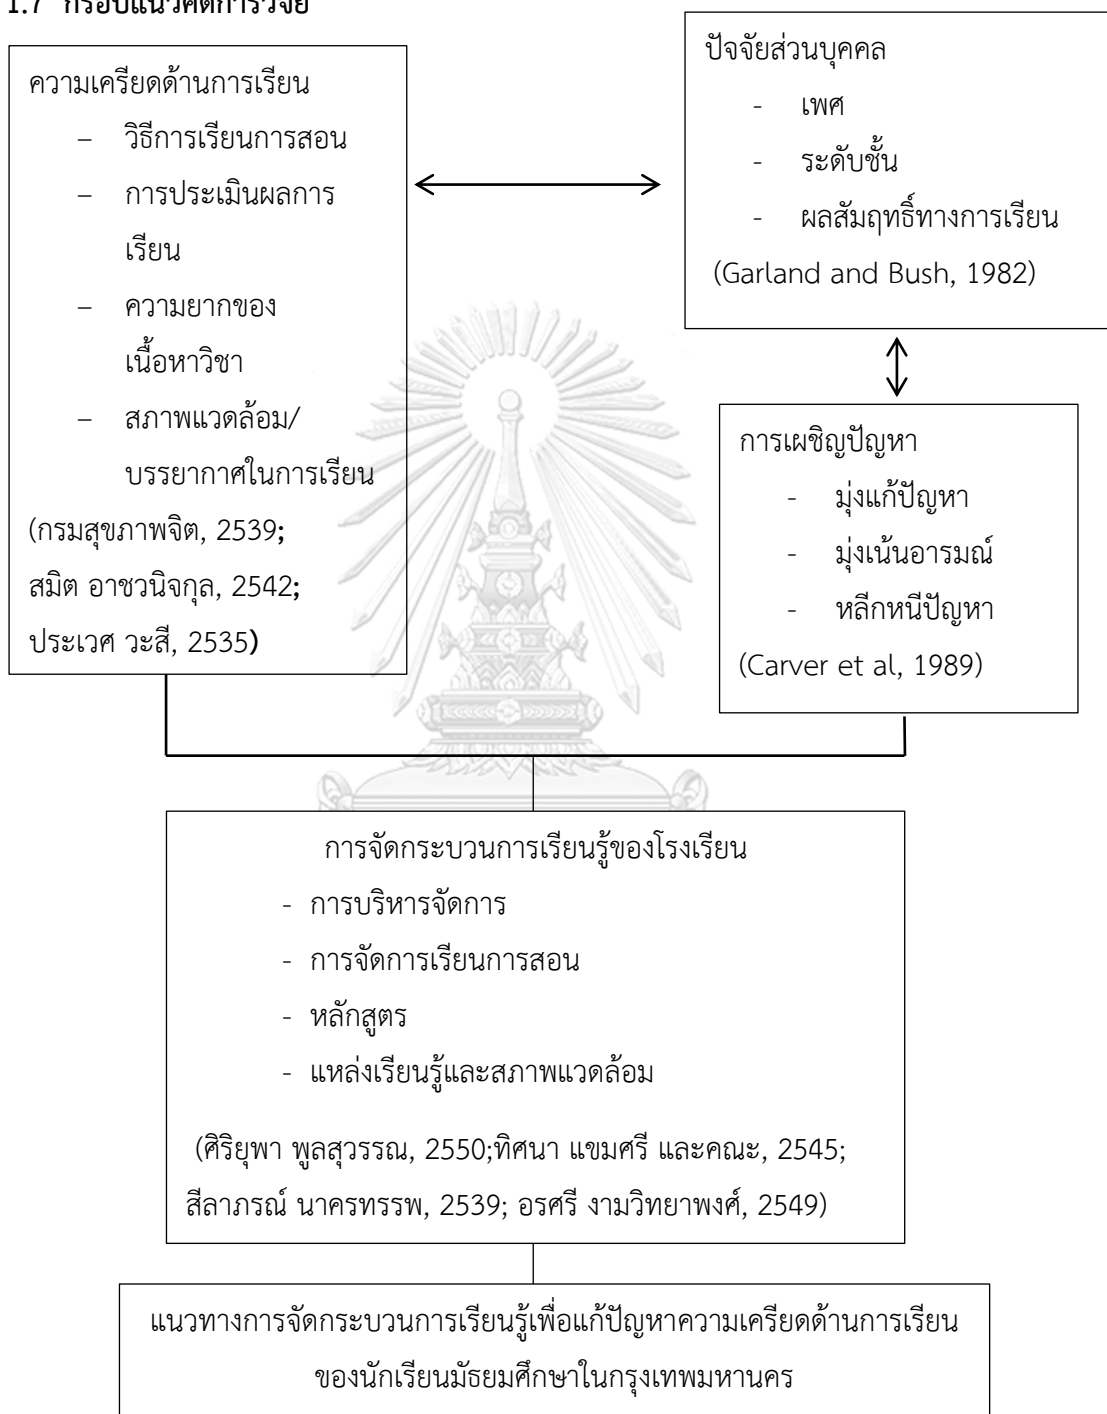 1.7 กรอบแนวคิดการวิจัย
ความเครียดด้านการเรียน
– วิธีการเรียนการสอน
– การประเมินผลการ
เรียน
– ความยากของ
เนื้อหาวิชา
– สภาพแวดล้อม/
บรรยากาศในการเรียน
(กรมสุขภาพจิต, 2539;
สมิต อาชวนิจกุล, 2542;
ประเวศ วะสี, 2535)
ปัจจัยส่วนบุคคล
- เพศ
- ระดับชั้น
- ผลสัมฤทธิ์ทางการเรียน
(Garland and Bush, 1982)
การเผชิญปัญหา
- มุ่งแก้ปัญหา
- มุ่งเน้นอารมณ์
- หลีกหนีปัญหา
(Carver et al, 1989)
การจัดกระบวนการเรียนรู้ของโรงเรียน
- การบริหารจัดการ
- การจัดการเรียนการสอน
- หลักสูตร
- แหล่งเรียนรู้และสภาพแวดล้อม
(ศิริยุพา พูลสุวรรณ, 2550;ทิศนา แขมศรี และคณะ, 2545;
สีลาภรณ์ นาครทรรพ, 2539; อรศรี งามวิทยาพงศ์, 2549)
แนวทางการจัดกระบวนการเรียนรู้เพื่อแก้ปัญหาความเครียดด้านการเรียน
ของนักเรียนมัธยมศึกษาในกรุงเทพมหานคร